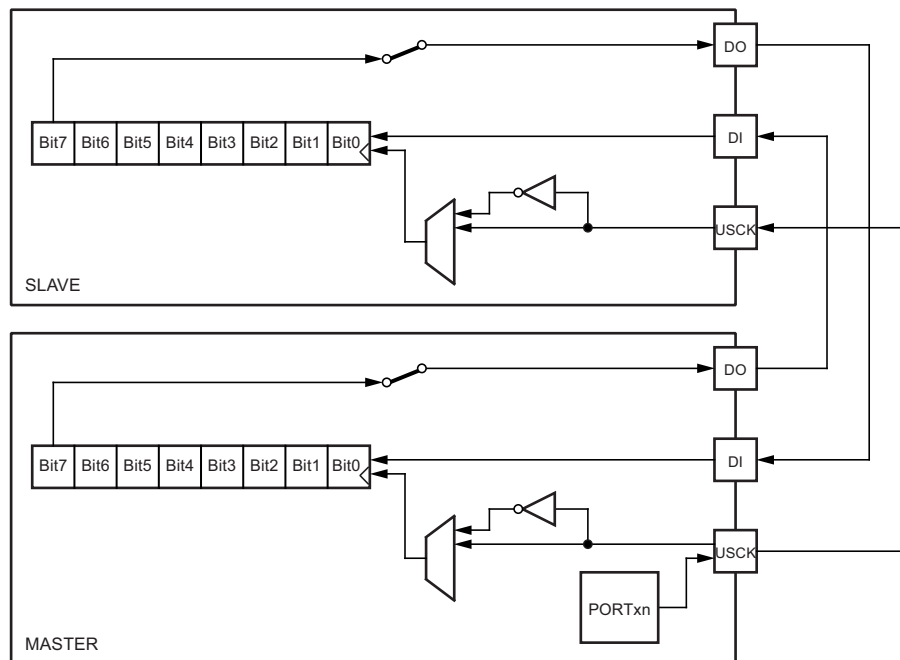 DO
Bit7 Bit6 Bit5 Bit4 Bit3 Bit2 Bit1 Bit0
DI
USCK
SLAVE
DO
Bit7 Bit6 Bit5 Bit4 Bit3 Bit2 Bit1 Bit0
DI
USCK
PORTxn
MASTER